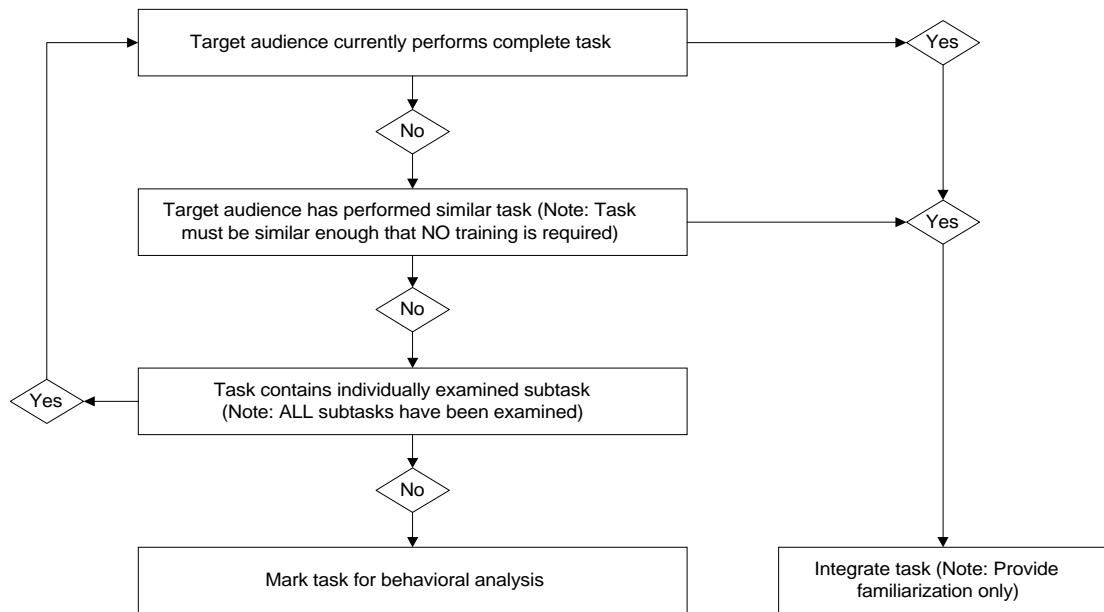 Target audience currently performs complete task
Yes
No
Target audience has performed similar task (Note: Task
must be similar enough that NO training is required)
Yes
No
Task contains individually examined subtask
(Note: ALL subtasks have been examined)
Yes
No
Mark task for behavioral analysis
Integrate task (Note: Provide
familiarization only)